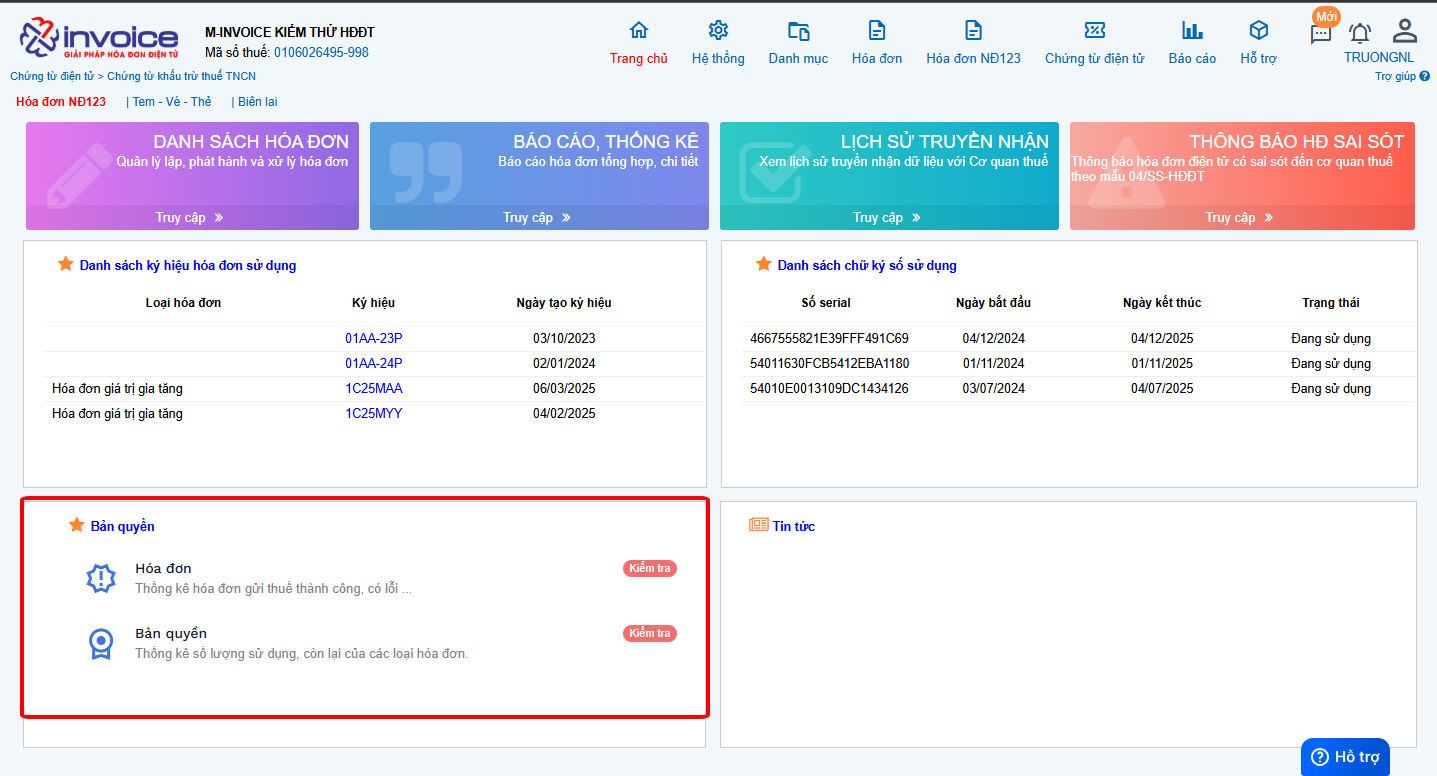 invoice
GIẢI PHÁP HÓA ĐƠN ĐIỆN TỬ
M-INVOICE KIỂM THỬ HĐĐT
Mã số thuế: 0106026495-998
Trang chủ
Hệ thống
Danh mục
Hóa đơn
Hóa đơn NĐ123
Chứng từ điện tử
Báo cáo
Hỗ trợ
Mới
TRUONGNL
Chứng từ điện tử > Chứng từ khấu trừ thuế TNCN
Trợ giúp ?
Hóa đơn NĐ123 | Tem - Vé - Thẻ | Biên lai
DANH SÁCH HÓA ĐƠN
Quản lý lập, phát hành và xử lý hóa đơn
Truy cập »
BÁO CÁO, THỐNG KÊ
Báo cáo hóa đơn tổng hợp, chi tiết
Truy cập »
LỊCH SỬ TRUYỀN NHẬN
Xem lịch sử truyền nhận dữ liệu với Cơ quan thuế
Truy cập »
THÔNG BÁO HĐ SAI SÓT
Thông báo hóa đơn điện tử có sai sót đến cơ quan thuế
theo mẫu 04/SS-HĐĐT
Truy cập »
Danh sách ký hiệu hóa đơn sử dụng
Loại hóa đơn Ký hiệu Ngày tạo ký hiệu
01AA-23P 03/10/2023
01AA-24P 02/01/2024
Hóa đơn giá trị gia tăng 1C25MAA 06/03/2025
Hóa đơn giá trị gia tăng 1C25MYY 04/02/2025
Danh sách chữ ký số sử dụng
Số serial Ngày bắt đầu Ngày kết thúc Trạng thái
4667555821E39FFF491C69 04/12/2024 04/12/2025 Đang sử dụng
54011630FCB5412EBA1180 01/11/2024 01/11/2025 Đang sử dụng
54010E0013109DC1434126 03/07/2024 04/07/2025 Đang sử dụng
Bản quyền
Hóa đơn Kiểm tra
Thống kê hóa đơn gửi thuế thành công, có lỗi ...
Bản quyền Kiểm tra
Thống kê số lượng sử dụng, còn lại của các loại hóa đơn.
Tin tức
Hỗ trợ